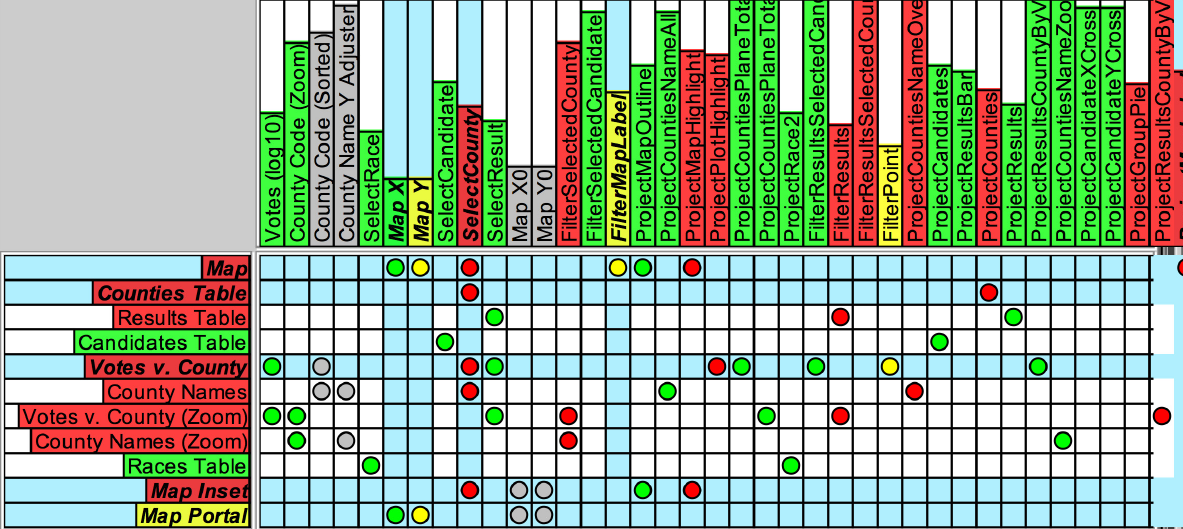 Votes (log10)
County Code (Zoom)
County Code (Sorted)
County Name Y Adjuster
SelectRace
Map X
Map Y
SelectCandidate
SelectCounty
SelectResult
Map X0
Map Y0
FilterSelectedCounty
FilterSelectedCandidate
FilterMapLabel
ProjectMapOutline
ProjectCountiesNameAll
ProjectMapHighlight
ProjectPlotHighlight
ProjectCountiesPlaneTota
ProjectCountiesPlaneTota
ProjectRace2
FilterResultsSelectedCand
FilterResults
FilterResultsSelectedCou
FilterPoint
ProjectCountiesNameOve
ProjectCandidates
ProjectResultsBar
ProjectCounties
ProjectResults
ProjectResultsCountyByV
ProjectCountiesNameZoo
ProjectCandidateXCross
ProjectCandidateYCross
ProjectGroupPie
ProjectResultsCountyByV
Map
Counties Table
Results Table
Candidates Table
Votes v. County
County Names
Votes v. County (Zoom)
County Names (Zoom)
Races Table
Map Inset
Map Portal